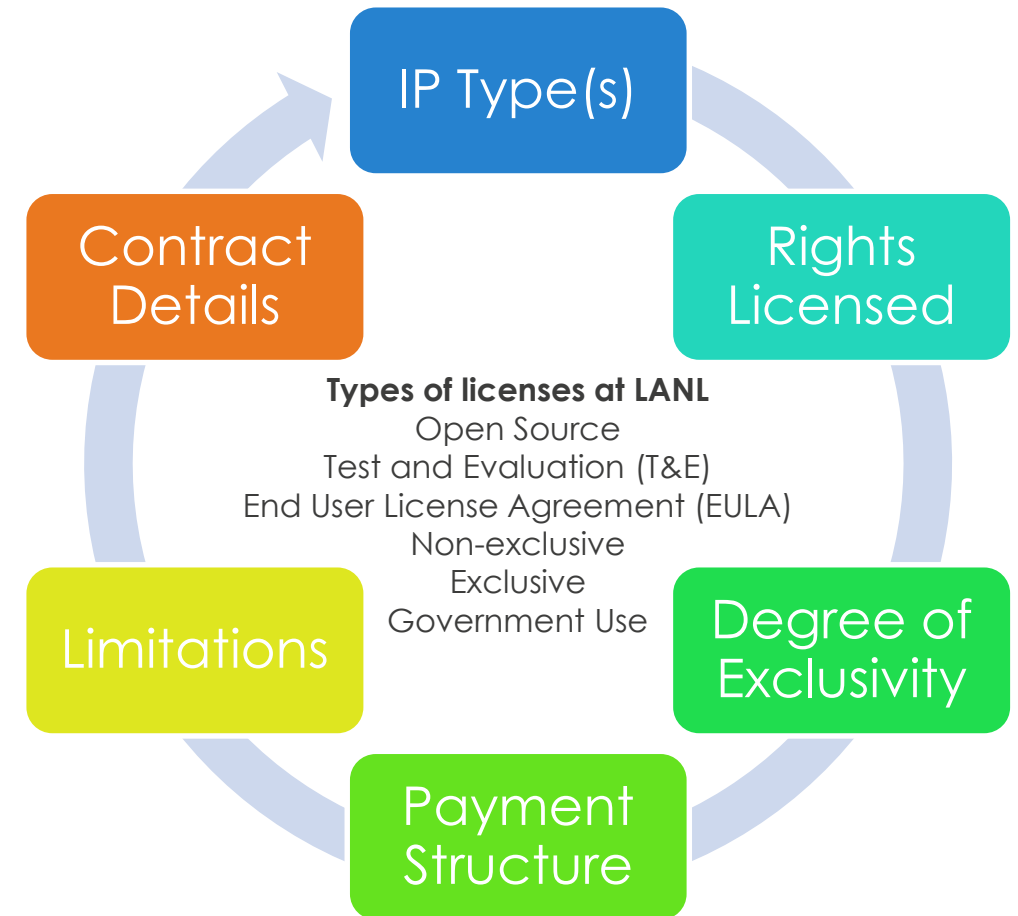 IP Type(s)
Rights
Licensed
Degree of
Exclusivity
Payment
Structure
Limitations
Contract
Details
Types of licenses at LANL
Open Source
Test and Evaluation (T&E)
End User License Agreement (EULA)
Non-exclusive
Exclusive
Government Use